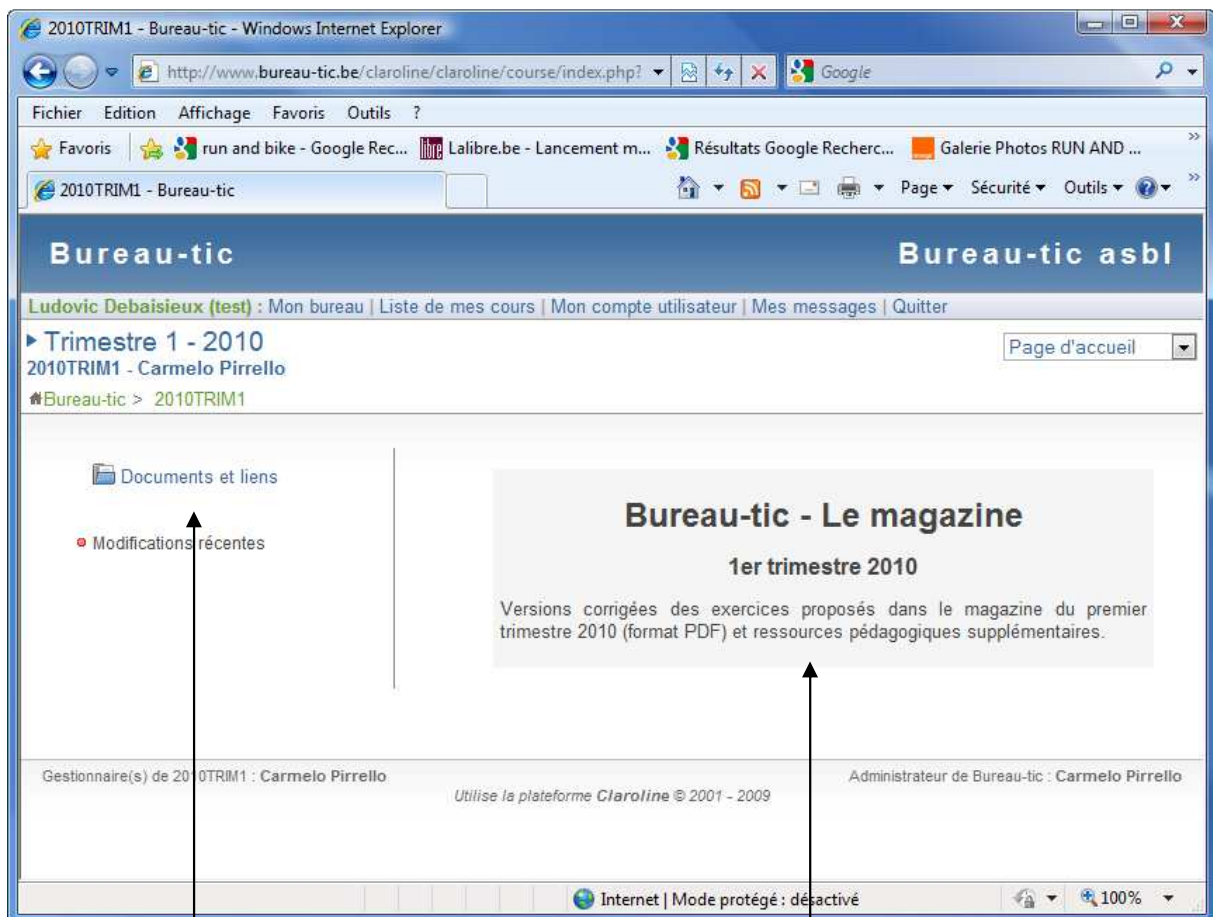 2010TRIM1 - Bureau-tic - Windows Internet Explorer
http://www.bureau-tic.be/claroline/claroline/course/index.php?
Google
Fichier Edition Affichage Favoris Outils ?
Favoris run and bike - Google Rec... libre Lalibre.be - Lancement m... Résultats Google Recherc... Galerie Photos RUN AND ... »
2010TRIM1 - Bureau-tic Page Sécurité Outils »
Bureau-tic Bureau-tic asbl
Ludovic Debaisieux (test) : Mon bureau | Liste de mes cours | Mon compte utilisateur | Mes messages | Quitter
Trimestre 1 - 2010 Page d'accueil
2010TRIM1 - Carmelo Pirrello
Bureau-tic > 2010TRIM1
Documents et liens
Modifications récentes
Bureau-tic - Le magazine
1er trimestre 2010
Versions corrigées des exercices proposés dans le magazine du premier
trimestre 2010 (format PDF) et ressources pédagogiques supplémentaires.
Gestionnaire(s) de 2010TRIM1 : Carmelo Pirrello Administrateur de Bureau-tic : Carmelo Pirrello
Utilise la plateforme Claroline © 2001 - 2009
Internet | Mode protégé : désactivé 100%